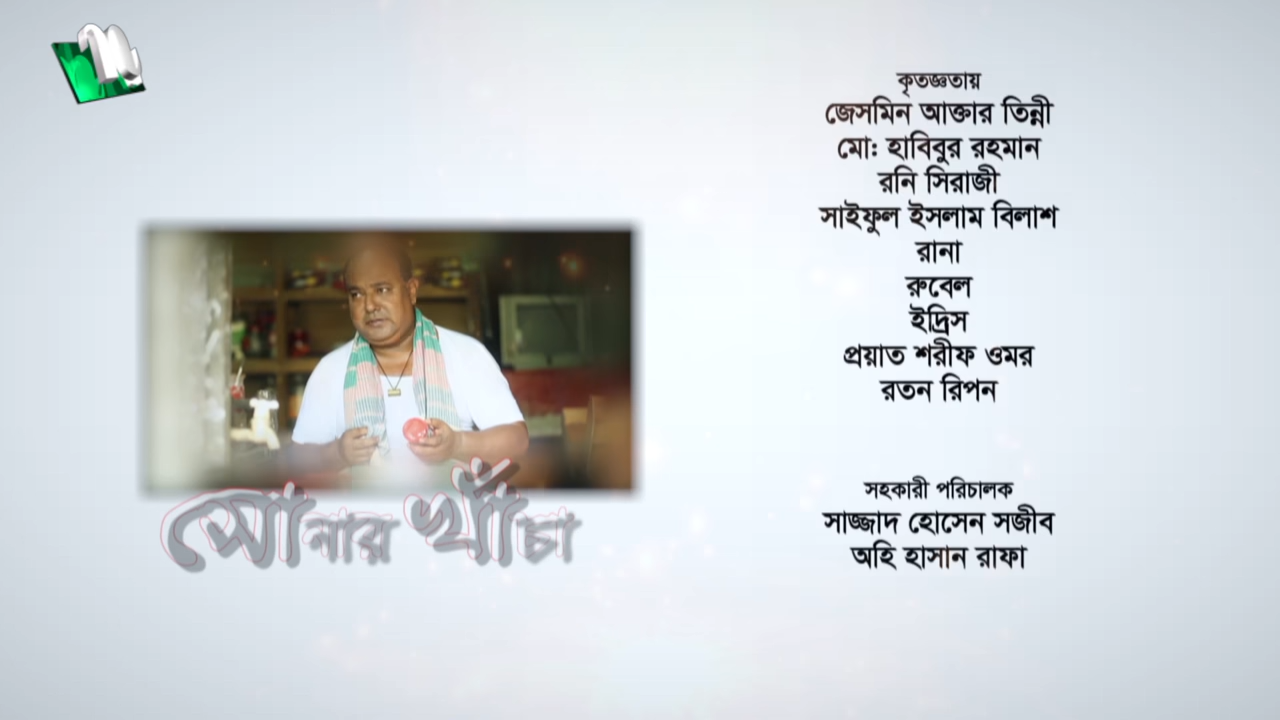 কৃতজ্ঞতায়
জেসমিন আক্তার তিন্নী
মো: হাবিবুর রহমান
রনি সিরাজী
সাইফুল ইসলাম বিলাশ
রানা
রুবেল
ইদ্রিস
প্রয়াত শরীফ ওমর
রতন রিপন
সহকারী পরিচালক
সাজ্জাদ হোসেন সজীব
অহি হাসান রাফা
সোনার খাঁচা